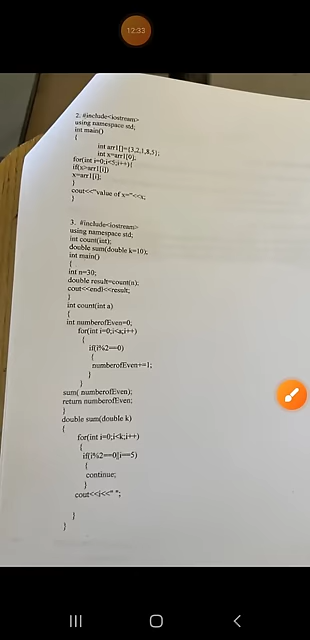 12:33
2. #include<iostream>
using namespace std;
int main()
{
int arr1[]={3,2,1,8,5};
int x=arr1[0];
for(int i=0;i<5;i++){
if(x>arr1[i])
x=arr1[i];
}
cout<<"value of x="<<x;
}
3. #include<iostream>
using namespace std;
int count(int);
double sum(double k=10);
int main()
{
int n=30;
double result=count(n);
cout<<endl<<result;
}
int count(int a)
{
int numberofEven=0;
for(int i=0;i<a;i++)
{
if(i%2==0)
{
numberofEven+=1;
}
}
sum( numberofEven);
return numberofEven;
}
double sum(double k)
{
for(int i=0;i<k;i++)
{
if(i%2==0||i==5)
{
continue;
}
cout<<i<<" ";
}
}